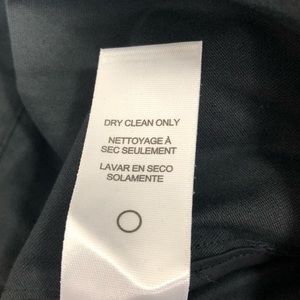 DRY CLEAN ONLY
NETTOYAGE À
SEC SEULEMENT
LAVAR EN SECO
SOLAMENTE